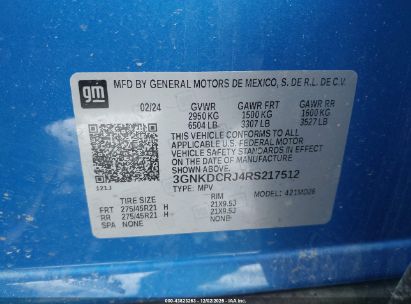 gm
MFD BY GENERAL MOTORS DE MEXICO, S. DE R.L. DE C.V.
02/24 GVWR GAWR FRT GAWR RR
2950 KG 1500 KG 1600 KG
6504 LB 3307 LB 3527 LB
THIS VEHICLE CONFORMS TO ALL
APPLICABLE U.S. FEDERAL MOTOR
VEHICLE SAFETY STANDARDS IN
EFFECT ON THE DATE OF MANUFACTURE
SHOWN ABOVE.
3GNKDCRJ4RS217512
TYPE: MPV MODEL: 421MD26
121J
TIRE SIZE RIM
FRT 275/45R21 H 21X9.5J
RR 275/45R21 H 21X9.5J
SPA NONE NONE